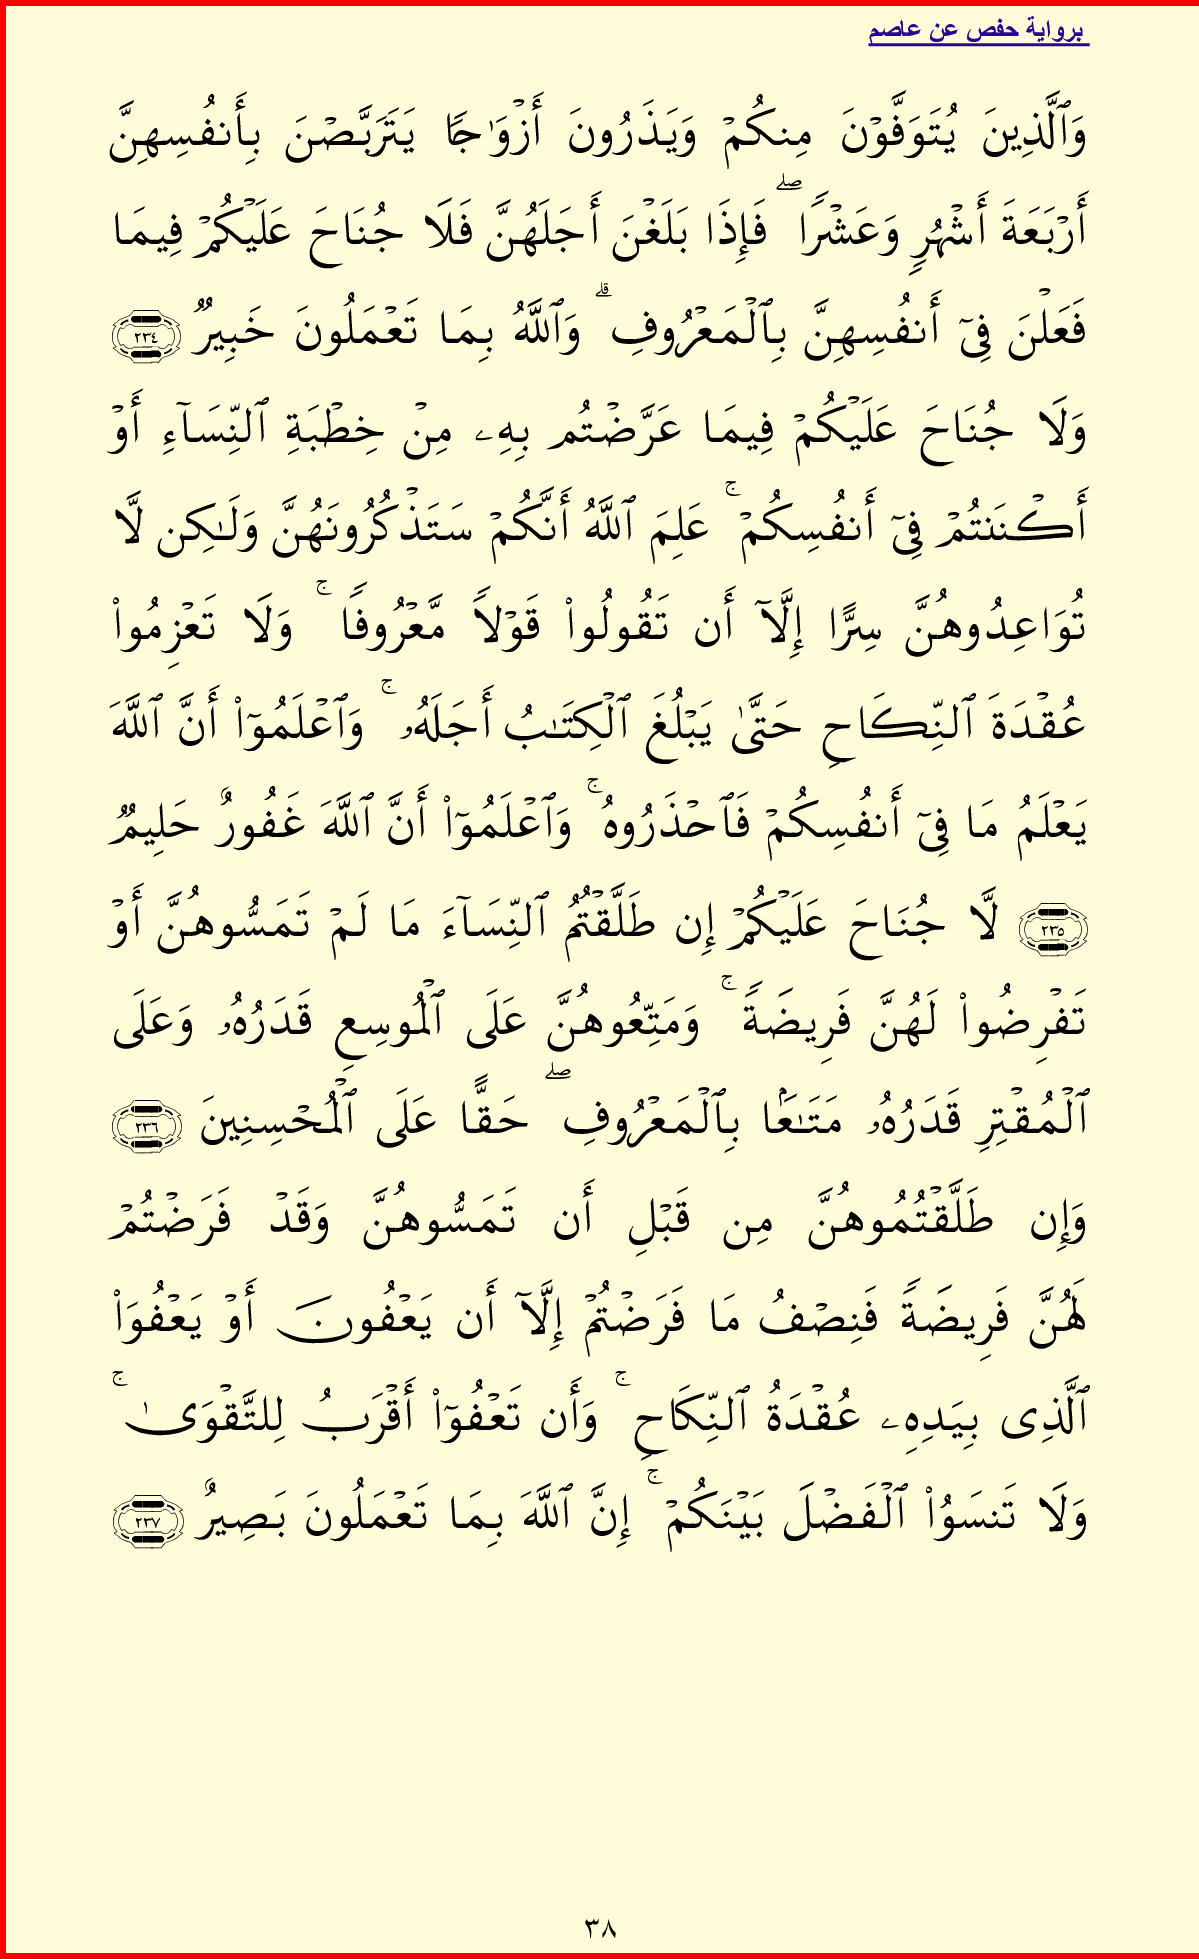 برواية حفص عن عاصم
وَٱلَّذِينَ يُتَوَفَّوۡنَ مِنكُمۡ وَيَذَرُونَ أَزۡوَٰجࣰا يَتَرَبَّصۡنَ بِأَنفُسِهِنَّ
أَرۡبَعَةَ أَشۡهُرࣲ وَعَشۡرࣰاۖ فَإِذَا بَلَغۡنَ أَجَلَهُنَّ فَلَا جُنَاحَ عَلَيۡكُمۡ فِيمَا
فَعَلۡنَ فِيٓ أَنفُسِهِنَّ بِٱلۡمَعۡرُوفِۗ وَٱللَّهُ بِمَا تَعۡمَلُونَ خَبِيرࣱ ٢٣٤
وَلَا جُنَاحَ عَلَيۡكُمۡ فِيمَا عَرَّضۡتُم بِهِۦ مِنۡ خِطۡبَةِ ٱلنِّسَآءِ أَوۡ
أَكۡنَنتُمۡ فِيٓ أَنفُسِكُمۡۚ عَلِمَ ٱللَّهُ أَنَّكُمۡ سَتَذۡكُرُونَهُنَّ وَلَٰكِن لَّا
تُوَاعِدُوهُنَّ سِرًّا إِلَّآ أَن تَقُولُواْ قَوۡلࣰا مَّعۡرُوفࣰاۚ وَلَا تَعۡزِمُواْ
عُقۡدَةَ ٱلنِّكَاحِ حَتَّىٰ يَبۡلُغَ ٱلۡكِتَٰبُ أَجَلَهُۥۚ وَٱعۡلَمُوٓاْ أَنَّ ٱللَّهَ
يَعۡلَمُ مَا فِيٓ أَنفُسِكُمۡ فَٱحۡذَرُوهُۚ وَٱعۡلَمُوٓاْ أَنَّ ٱللَّهَ غَفُورٌ حَلِيمࣱ
٢٣٥ لَّا جُنَاحَ عَلَيۡكُمۡ إِن طَلَّقۡتُمُ ٱلنِّسَآءَ مَا لَمۡ تَمَسُّوهُنَّ أَوۡ
تَفۡرِضُواْ لَهُنَّ فَرِيضَةࣰۚ وَمَتِّعُوهُنَّ عَلَى ٱلۡمُوسِعِ قَدَرُهُۥ وَعَلَى
ٱلۡمُقۡتِرِ قَدَرُهُۥ مَتَٰعَۢا بِٱلۡمَعۡرُوفِۖ حَقًّا عَلَى ٱلۡمُحۡسِنِينَ ٢٣٦
وَإِن طَلَّقۡتُمُوهُنَّ مِن قَبۡلِ أَن تَمَسُّوهُنَّ وَقَدۡ فَرَضۡتُمۡ
لَهُنَّ فَرِيضَةࣰ فَنِصۡفُ مَا فَرَضۡتُمۡ إِلَّآ أَن يَعۡفُونَ أَوۡ يَعۡفُوَاْ
ٱلَّذِي بِيَدِهِۦ عُقۡدَةُ ٱلنِّكَاحِۚ وَأَن تَعۡفُوٓاْ أَقۡرَبُ لِلتَّقۡوَىٰۚ
وَلَا تَنسَوُاْ ٱلۡفَضۡلَ بَيۡنَكُمۡۚ إِنَّ ٱللَّهَ بِمَا تَعۡمَلُونَ بَصِيرٌ ٢٣٧
٣٨